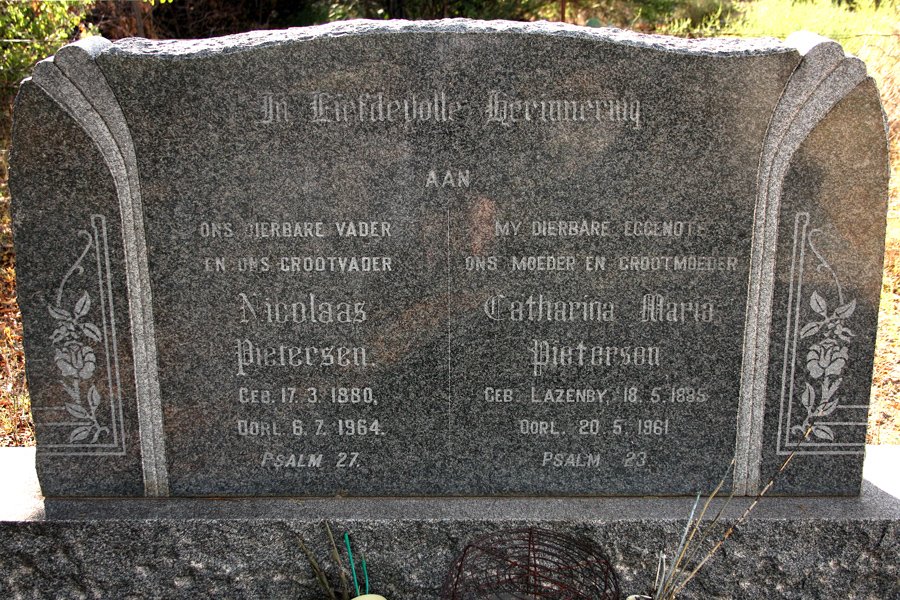 In Liefdevolle Herinnering
AAN
ONS DIERBARE VADER
EN ONS GROOTVADER
Nicolaas
Pietersen.
GEB. 17. 3. 1880,
OORL. 6. 7. 1964.
PSALM 27.
MY DIERBARE EGGENOTE
ONS MOEDER EN GROOTMOEDER
Catharina Maria
Pietersen
GEB. LAZENBY, 18. 5.
OORL. 20. 5. 1961
PSALM 23.